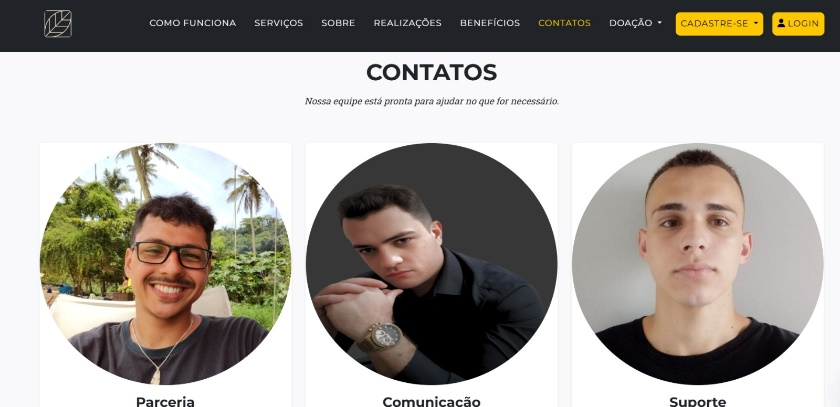 COMO FUNCIONA SERVIÇOS SOBRE REALIZAÇÕES BENEFÍCIOS CONTATOS DOAÇÃO CADASTRE-SE LOGIN
CONTATOS
Nossa equipe está pronta para ajudar no que for necessário.
Parceria Comunicação Suporte